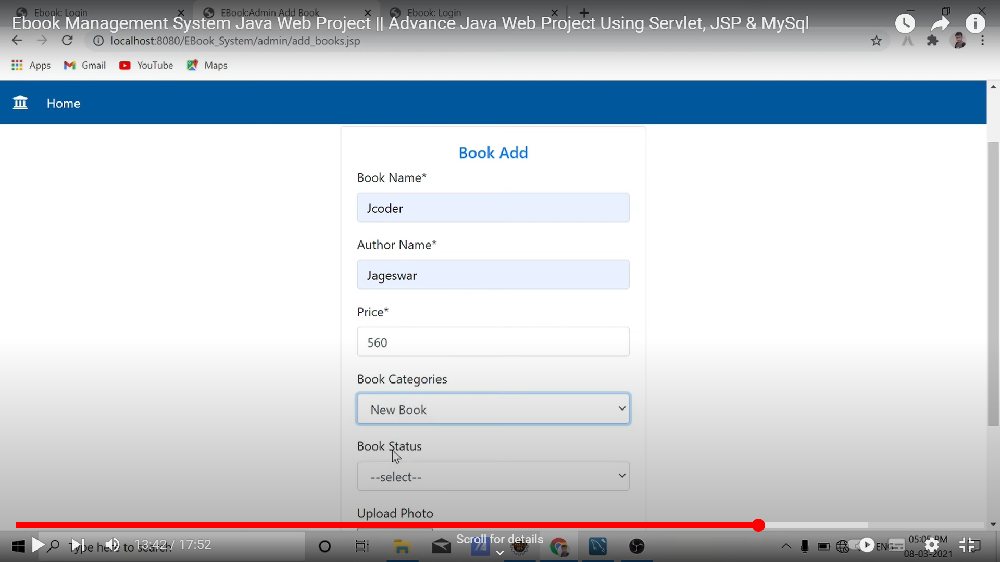 Ebook: Login
EBook:Admin Add Book
Ebook: Login
Ebook Management System Java Web Project || Advance Java Web Project Using Servlet, JSP & MySql
localhost:8080/EBook_System/admin/add_books.jsp
Apps
Gmail
YouTube
Maps
Home
Book Add
Book Name*
Jcoder
Author Name*
Jageswar
Price*
560
Book Categories
New Book
Book Status
--select--
Upload Photo
Type here to search
13:42 / 17:52
Scroll for details
ENG
05:05 PM
08-03-2021